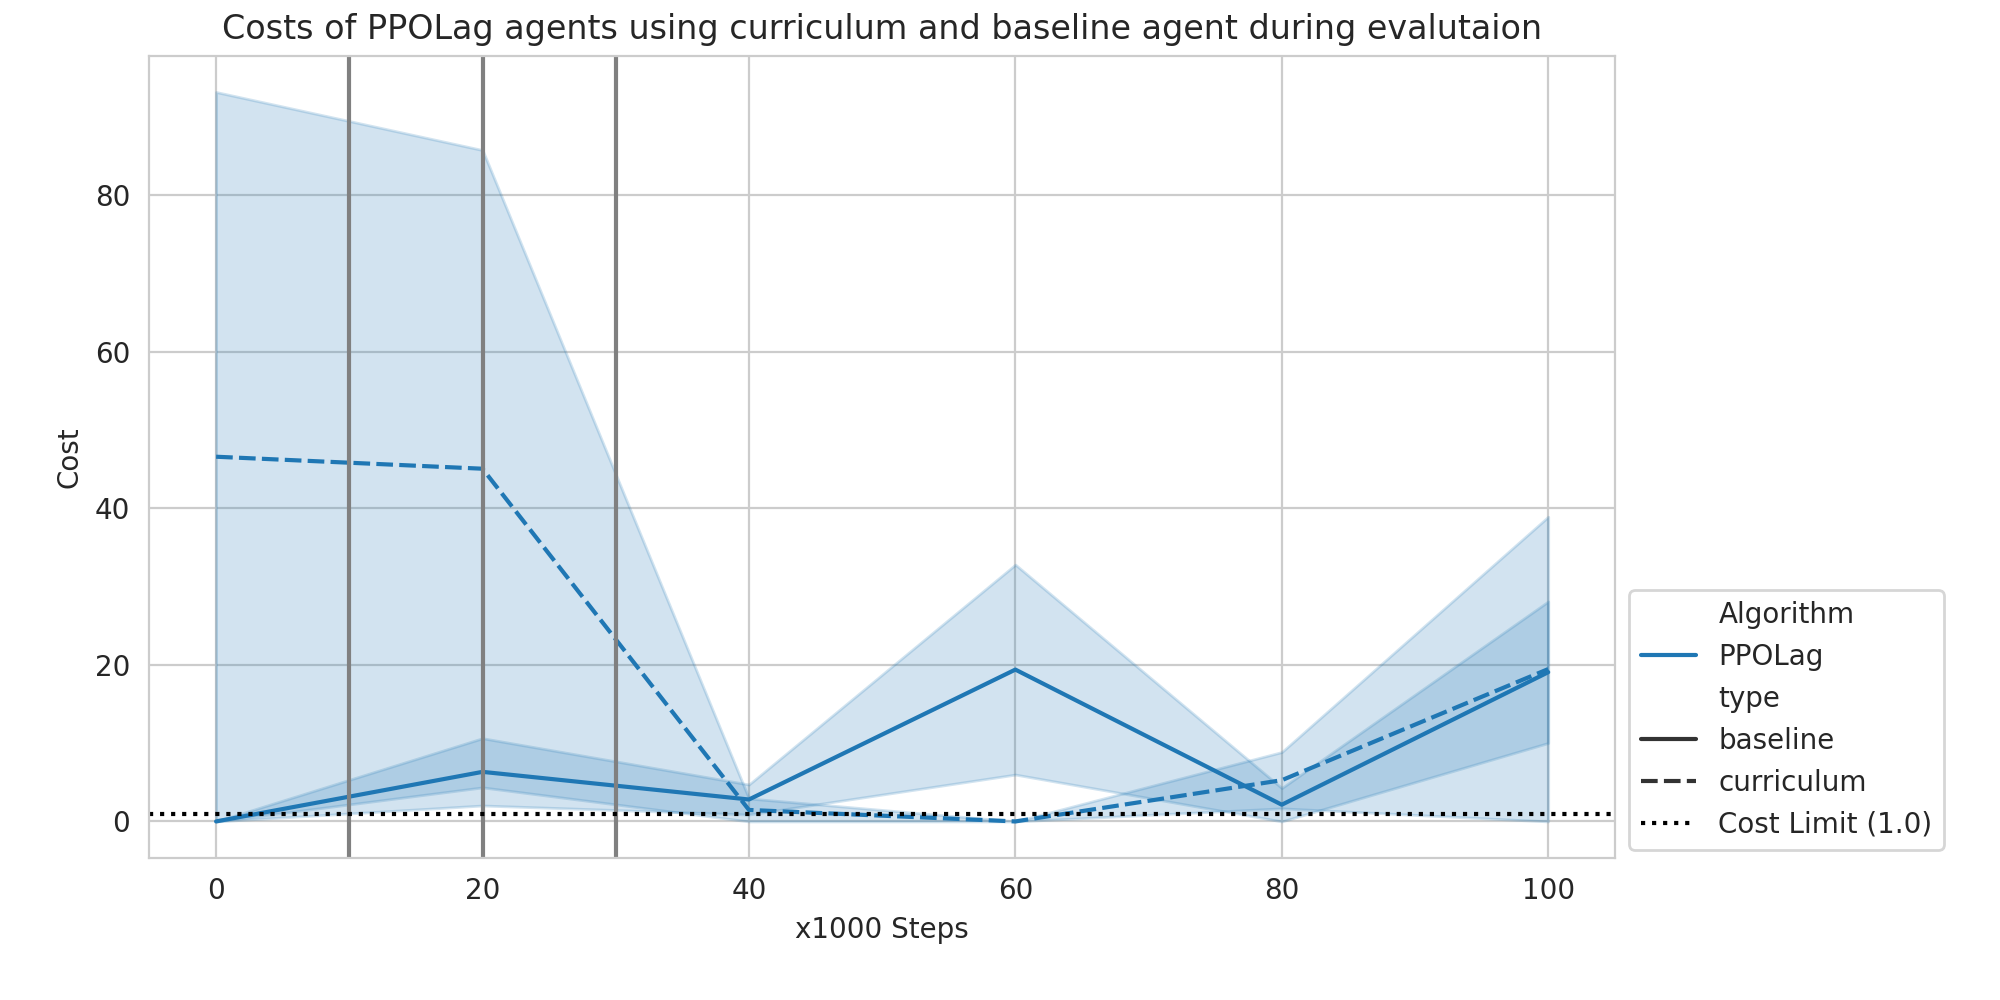 Costs of PPOLag agents using curriculum and baseline agent during evalutaion
80
60
40
20
0
Cost
0 20 40 60 80 100
x1000 Steps
Algorithm
PPOLag
type
baseline
curriculum
Cost Limit (1.0)